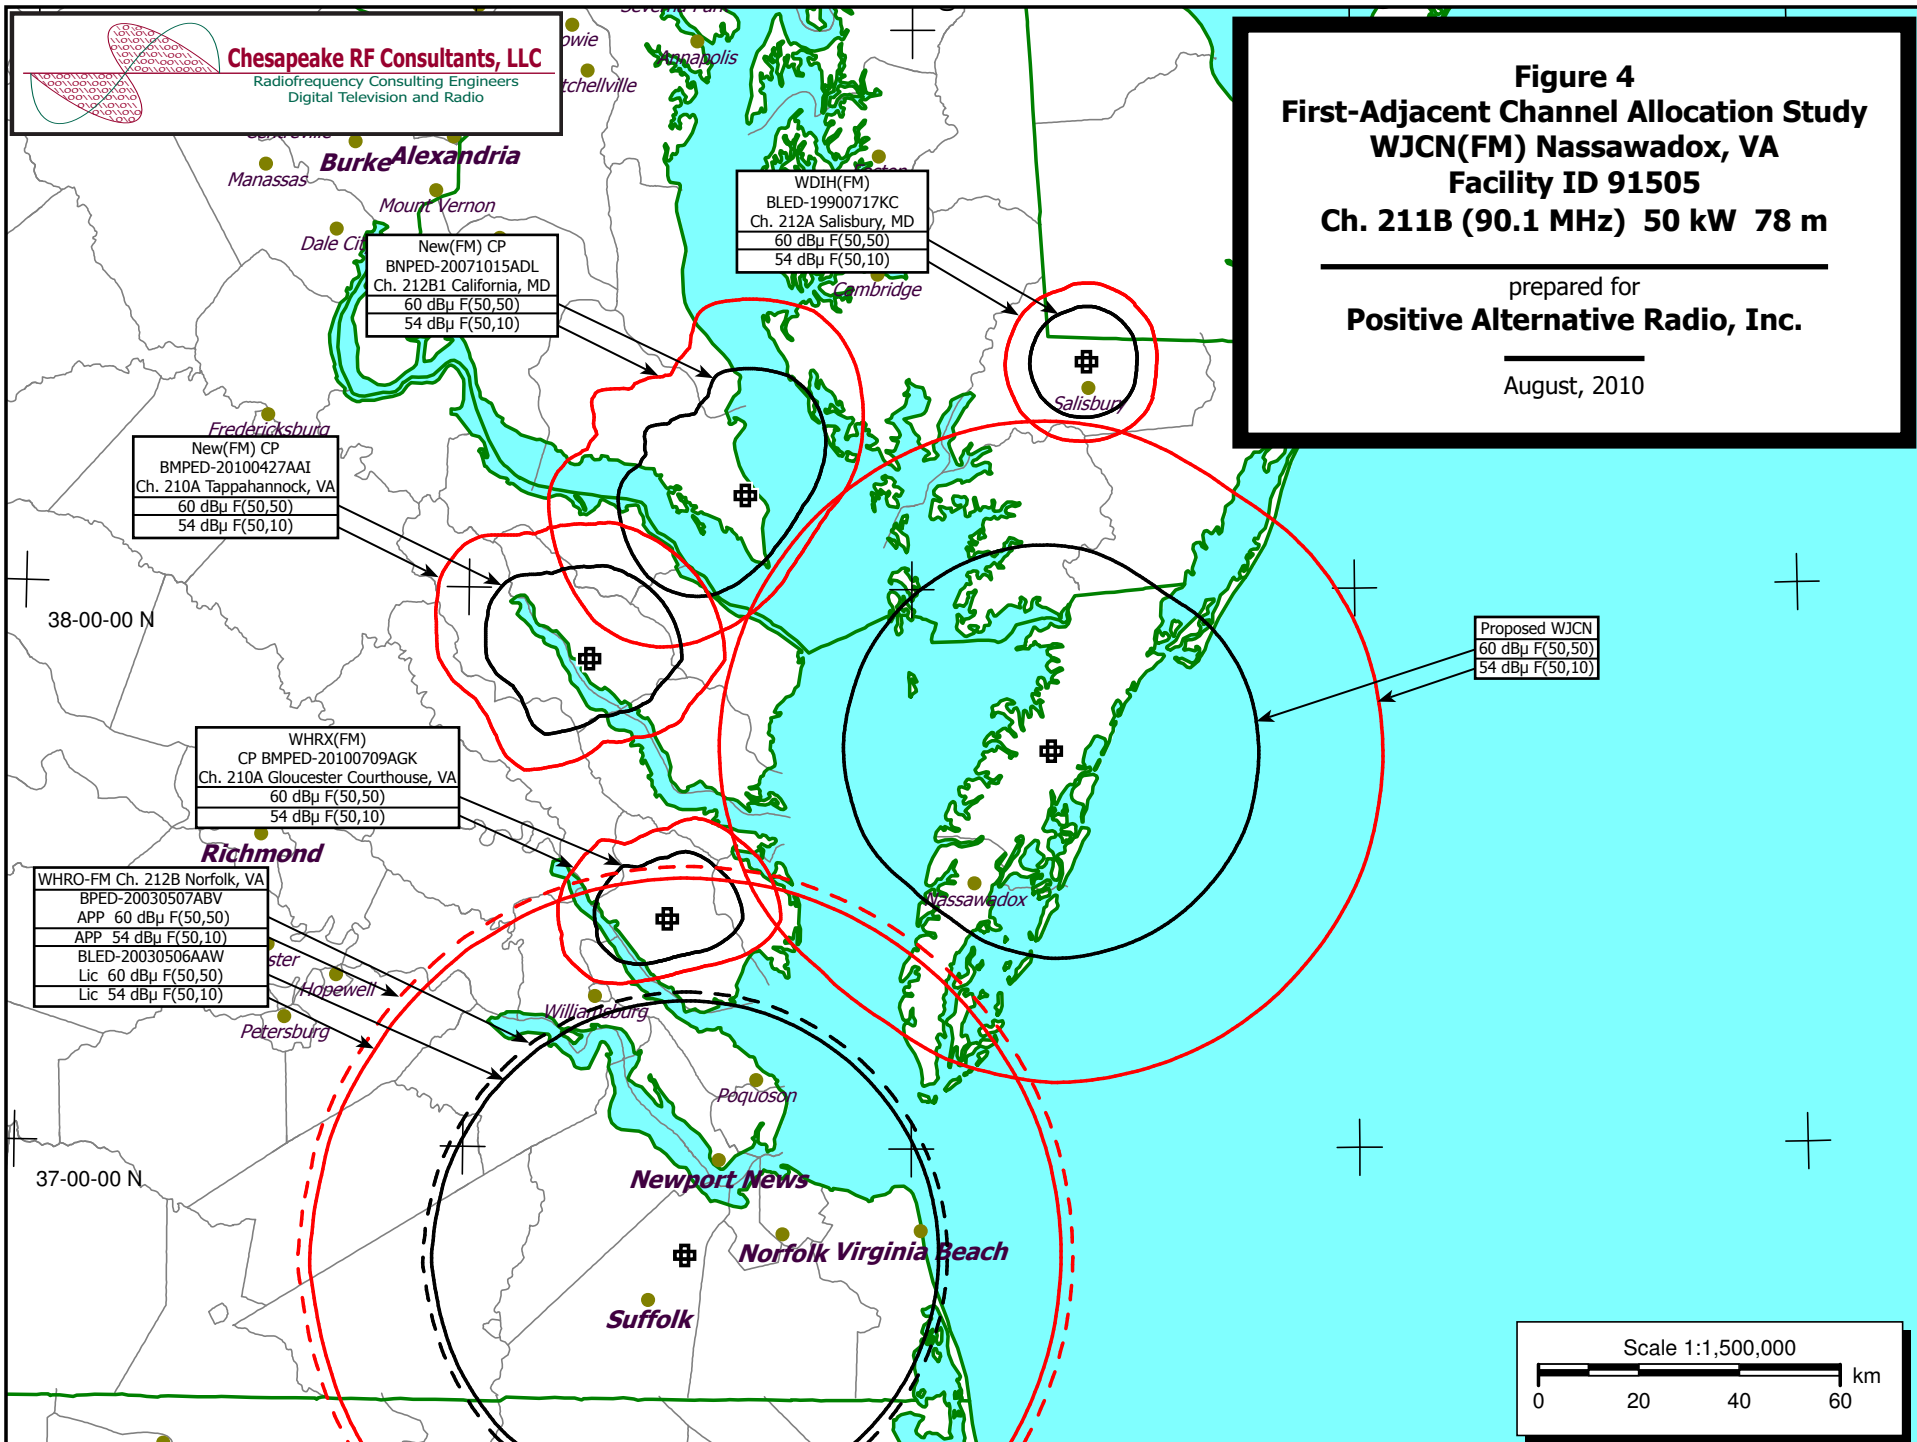 Chesapeake RF Consultants, LLC
Radiofrequency Consulting Engineers
Digital Television and Radio
Figure 4
First-Adjacent Channel Allocation Study
WJCN(FM) Nassawadox, VA
Facility ID 91505
Ch. 211B (90.1 MHz) 50 kW 78 m
prepared for
Positive Alternative Radio, Inc.
August, 2010
Annapolis
Manassas
Burke
Alexandria
Mount Vernon
WDIH(FM)
BLED-19900717KC
Ch. 212A Salisbury, MD
60 dBµ F(50,50)
54 dBµ F(50,10)
Cambridge
New(FM) CP
BNPED-20071015ADL
Ch. 212B1 California, MD
60 dBµ F(50,50)
54 dBµ F(50,10)
Salisbury
Fredericksburg
New(FM) CP
BMPED-20100427AAI
Ch. 210A Tappahannock, VA
60 dBµ F(50,50)
54 dBµ F(50,10)
38-00-00 N
Proposed WJCN
60 dBµ F(50,50)
54 dBµ F(50,10)
WHRX(FM)
CP BMPED-20100709AGK
Ch. 210A Gloucester Courthouse, VA
60 dBµ F(50,50)
54 dBµ F(50,10)
Richmond
WHRO-FM Ch. 212B Norfolk, VA
BPED-20030507ABV
APP 60 dBµ F(50,50)
APP 54 dBµ F(50,10)
BLED-20030506AAW
Lic 60 dBµ F(50,50)
Lic 54 dBµ F(50,10)
Nassawadox
Hopewell
Petersburg
Williamsburg
Poquoson
37-00-00 N
Newport News
Norfolk
Virginia Beach
Suffolk
Scale 1:1,500,000
0 20 40 60 km